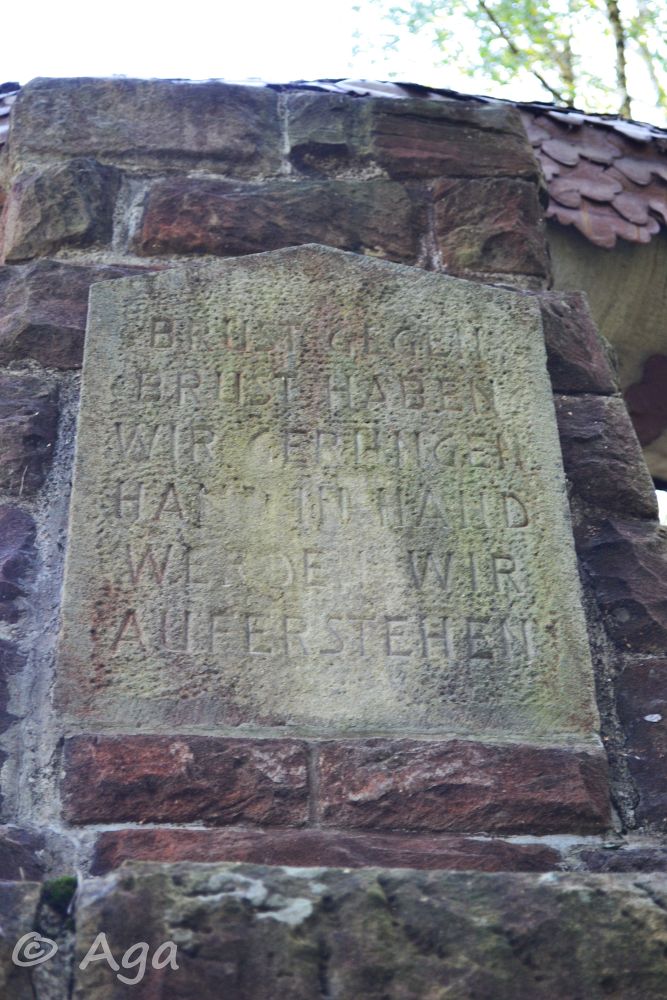 BRUST GEGEN
BRUST HABEN
WIR GERUNGEN
HAND IN HAND
WERDEN WIR
AUFERSTEHEN
© Aga